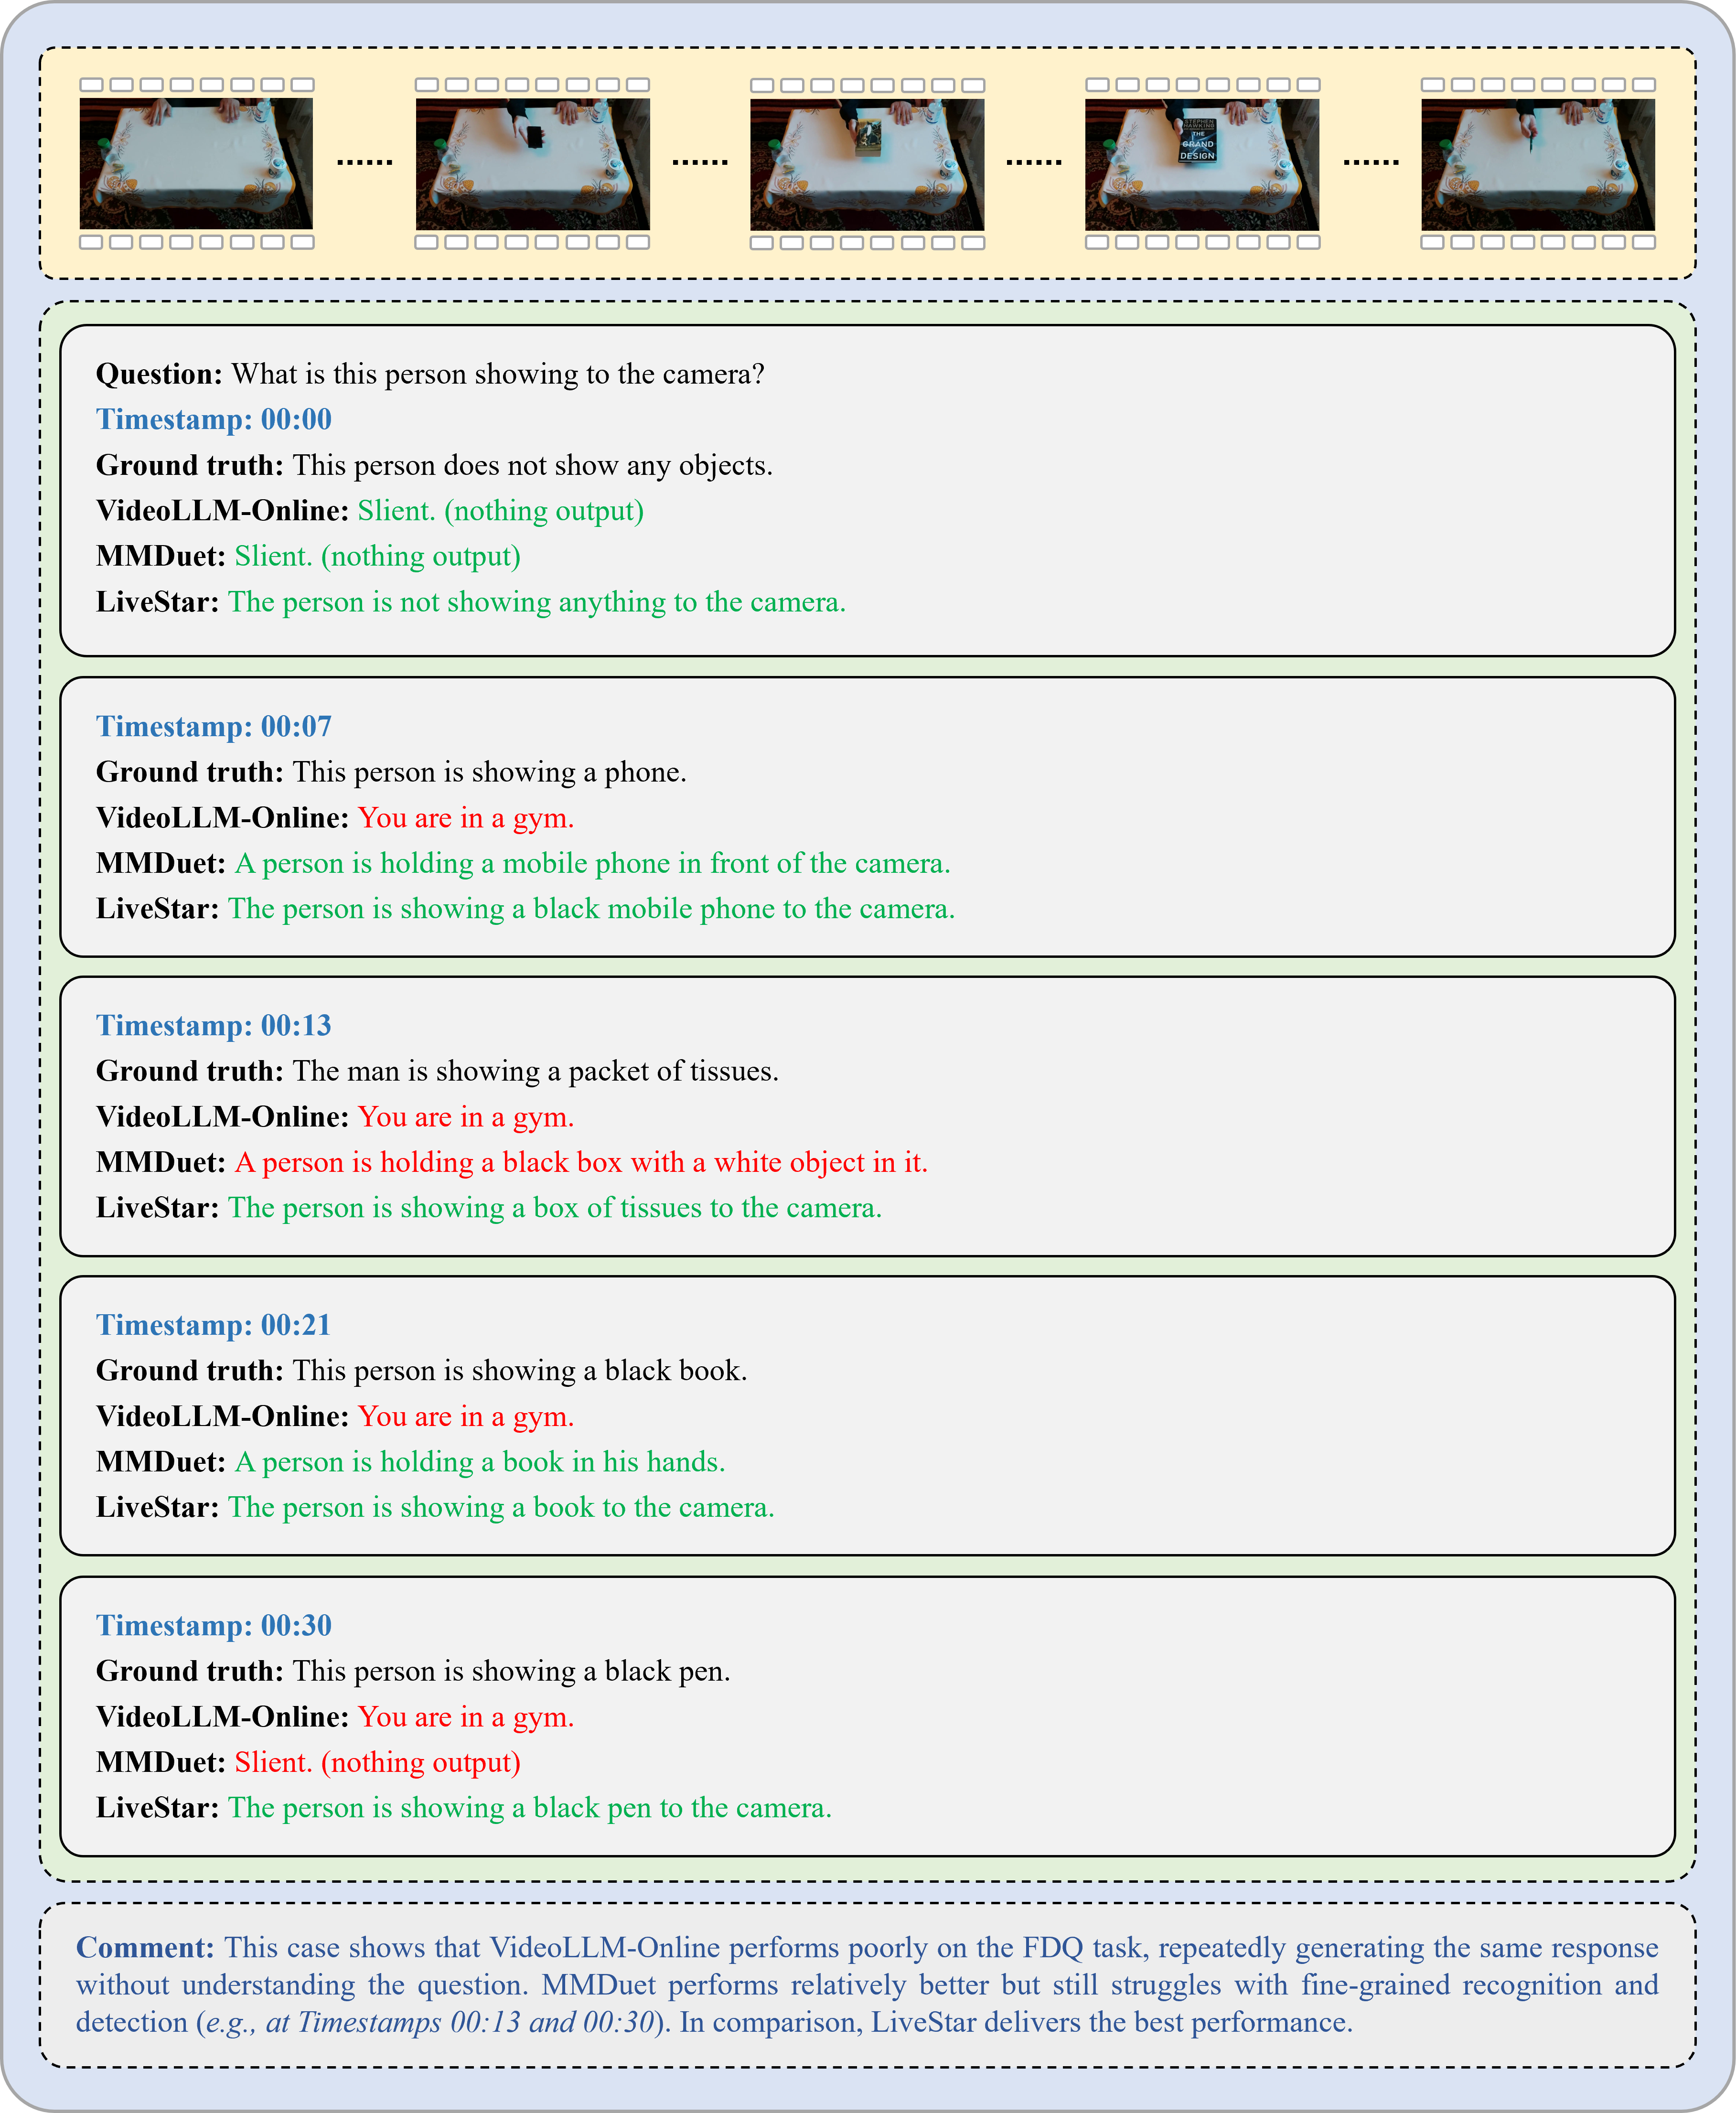 STEPHEN
HAWKING
THE
GRAND
DESIGN
Question: What is this person showing to the camera?
Timestamp: 00:00
Ground truth: This person does not show any objects.
VideoLLM-Online: Slient. (nothing output)
MMDuet: Slient. (nothing output)
LiveStar: The person is not showing anything to the camera.
Timestamp: 00:07
Ground truth: This person is showing a phone.
VideoLLM-Online: You are in a gym.
MMDuet: A person is holding a mobile phone in front of the camera.
LiveStar: The person is showing a black mobile phone to the camera.
Timestamp: 00:13
Ground truth: The man is showing a packet of tissues.
VideoLLM-Online: You are in a gym.
MMDuet: A person is holding a black box with a white object in it.
LiveStar: The person is showing a box of tissues to the camera.
Timestamp: 00:21
Ground truth: This person is showing a black book.
VideoLLM-Online: You are in a gym.
MMDuet: A person is holding a book in his hands.
LiveStar: The person is showing a book to the camera.
Timestamp: 00:30
Ground truth: This person is showing a black pen.
VideoLLM-Online: You are in a gym.
MMDuet: Slient. (nothing output)
LiveStar: The person is showing a black pen to the camera.
Comment: This case shows that VideoLLM-Online performs poorly on the FDQ task, repeatedly generating the same response
without understanding the question. MMDuet performs relatively better but still struggles with fine-grained recognition and
detection (e.g., at Timestamps 00:13 and 00:30). In comparison, LiveStar delivers the best performance.